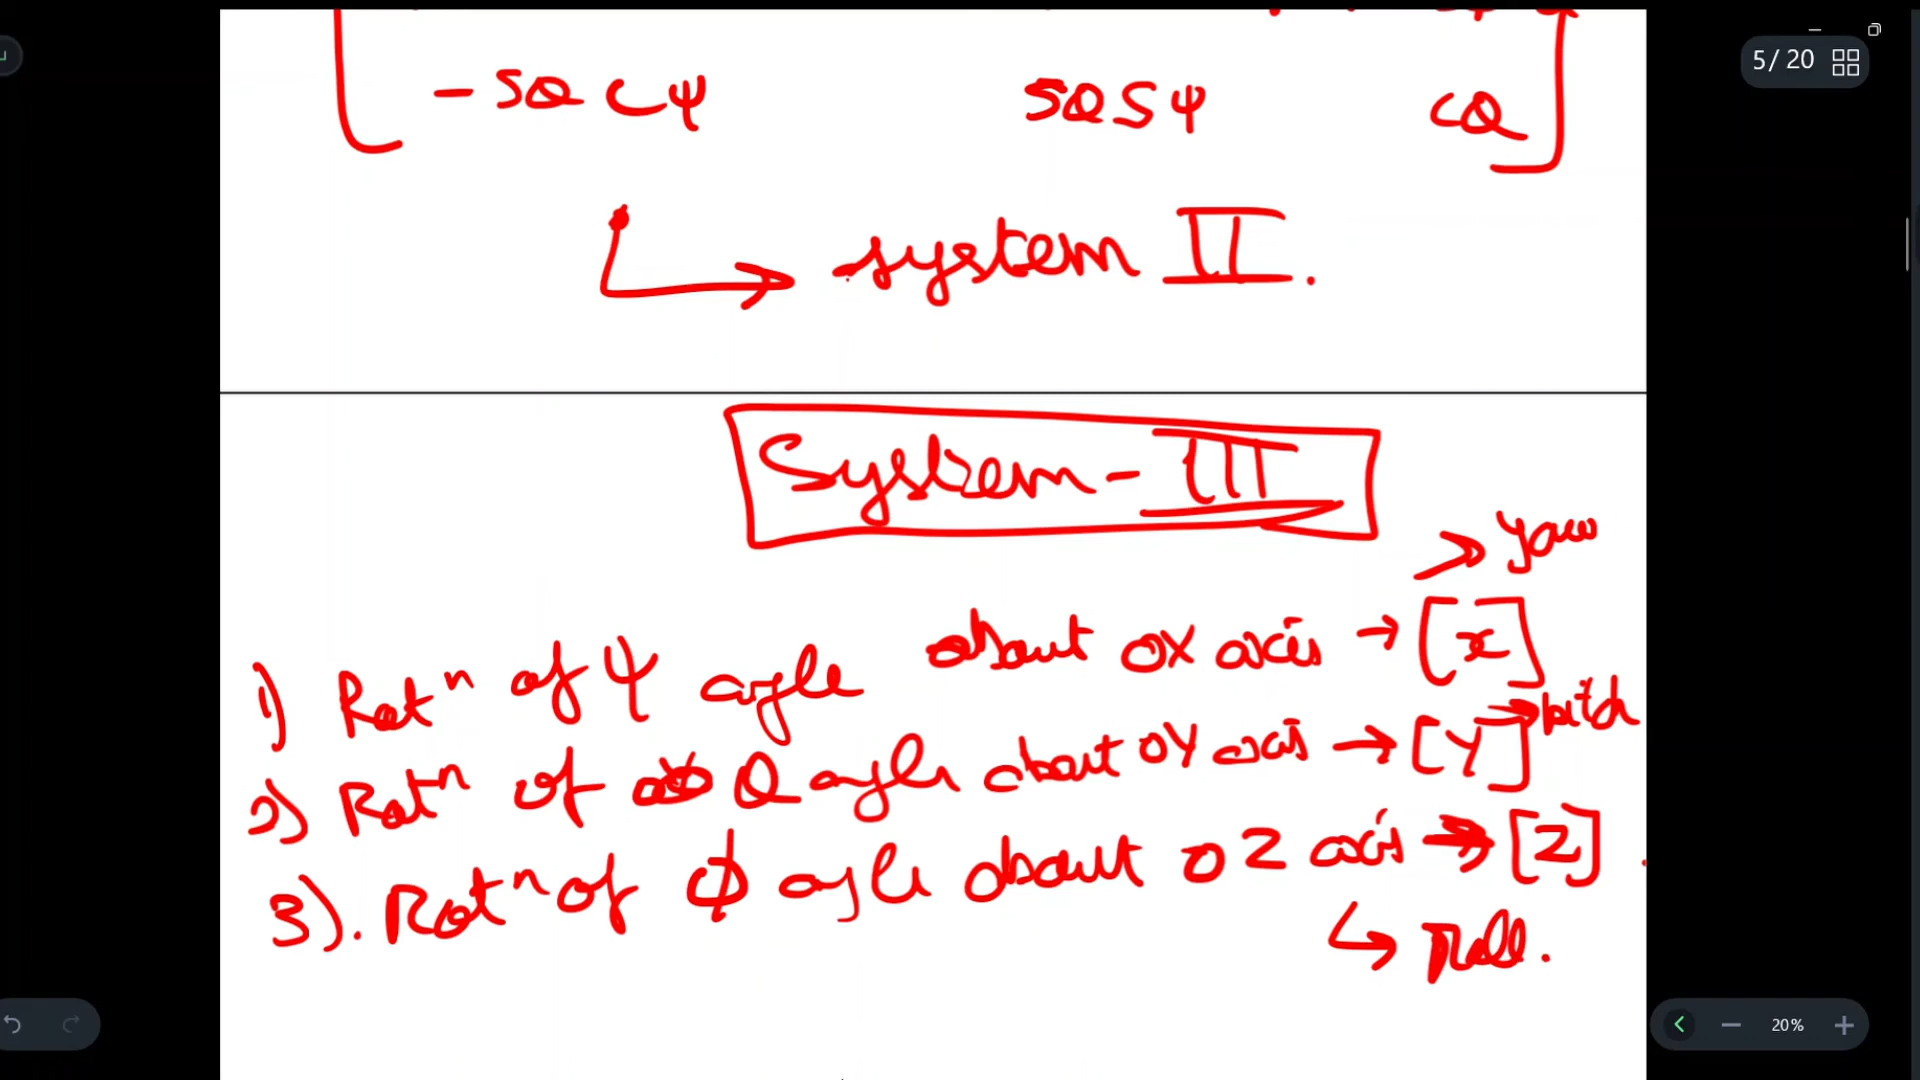 5/ 20
- SθCψ SθSψ Cθ
system II.
System - III
→ yaw
1) Rotⁿ of ψ angle about OX axis → [x]
2) Rotⁿ of θ angle about OY axis → [Y] → pitch
3). Rotⁿ of ϕ angle about OZ axis → [Z]
↳ Roll.
20%